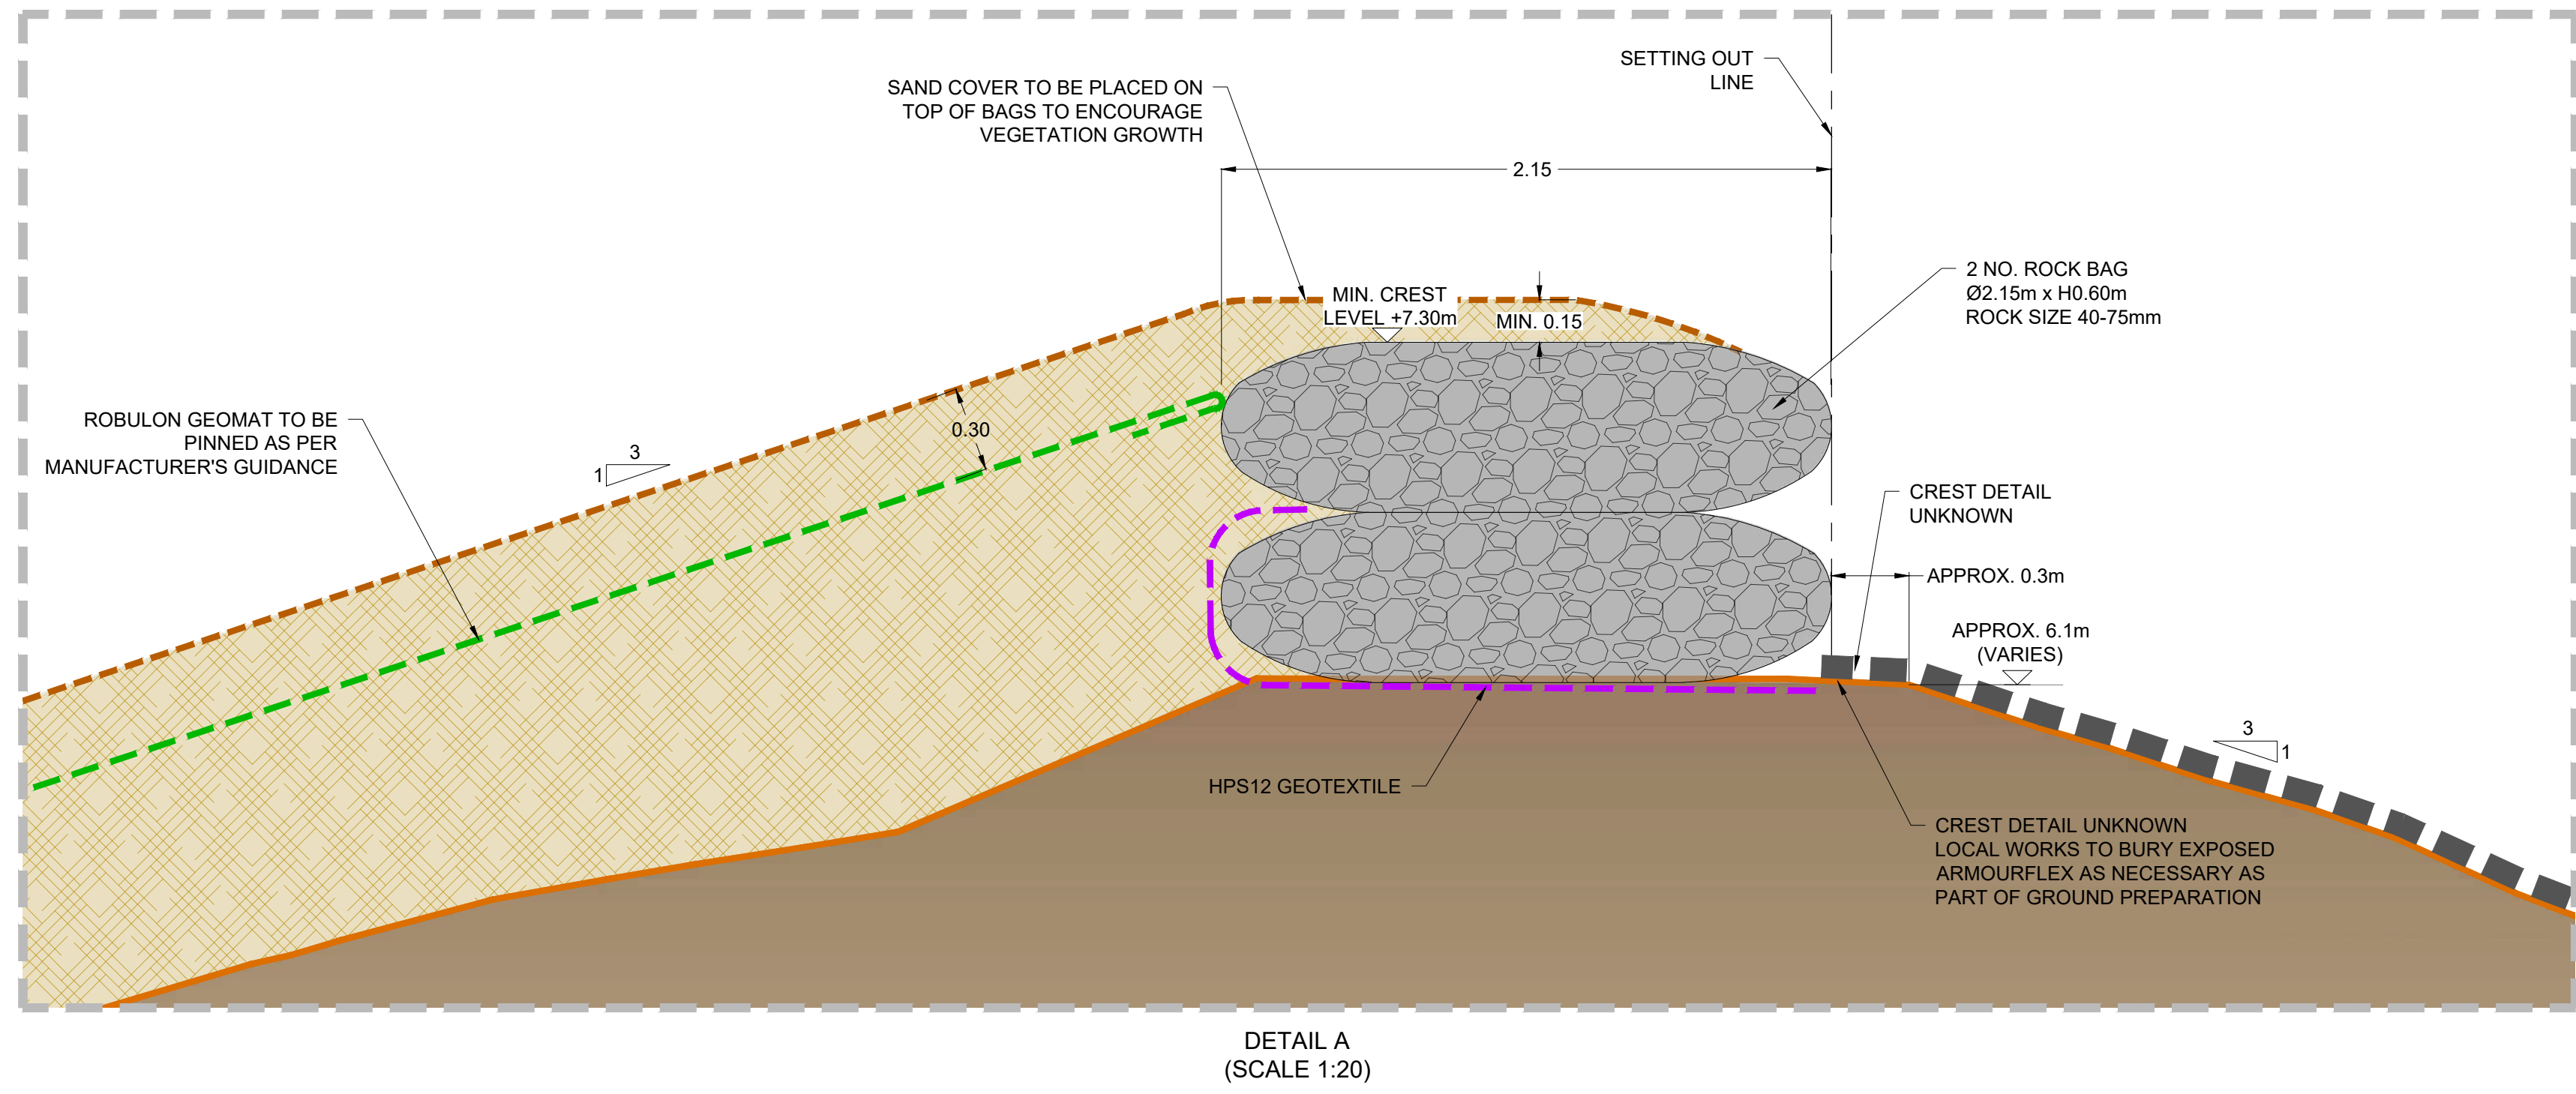 SETTING OUT
LINE
SAND COVER TO BE PLACED ON
TOP OF BAGS TO ENCOURAGE
VEGETATION GROWTH
2.15
2 NO. ROCK BAG
Ø2.15m x H0.60m
ROCK SIZE 40-75mm
MIN. CREST
LEVEL +7.30m
MIN. 0.15
ROBULON GEOMAT TO BE
PINNED AS PER
MANUFACTURER'S GUIDANCE
0.30
3
1
CREST DETAIL
UNKNOWN
APPROX. 0.3m
APPROX. 6.1m
(VARIES)
3
1
HPS12 GEOTEXTILE
CREST DETAIL UNKNOWN
LOCAL WORKS TO BURY EXPOSED
ARMOURFLEX AS NECESSARY AS
PART OF GROUND PREPARATION
DETAIL A
(SCALE 1:20)